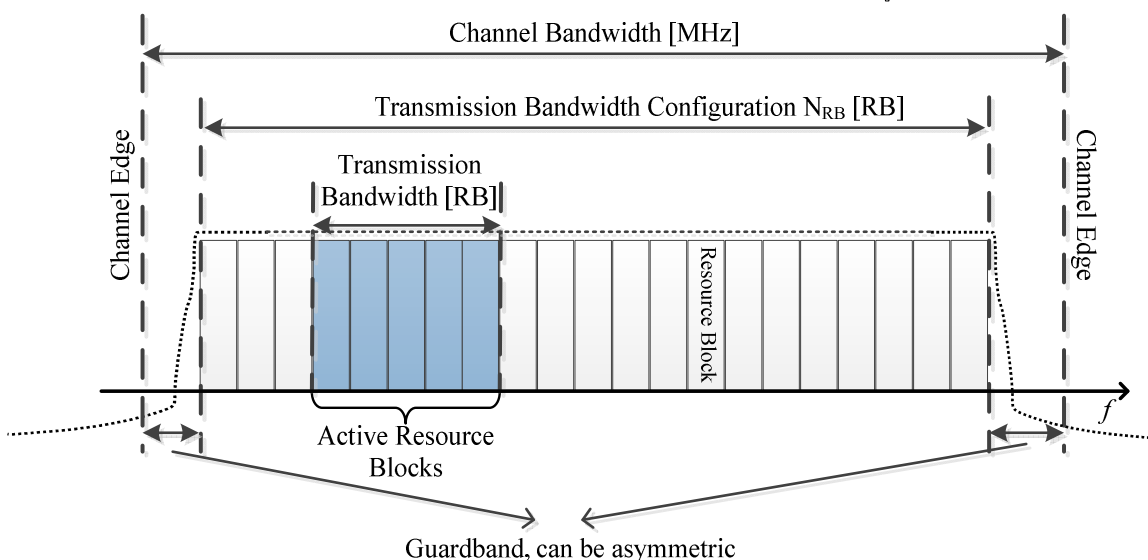 Channel Bandwidth [MHz]
Transmission Bandwidth Configuration NRB [RB]
Transmission
Bandwidth [RB]
Channel Edge
Channel Edge
Resource Block
f
Active Resource
Blocks
Guardband, can be asymmetric